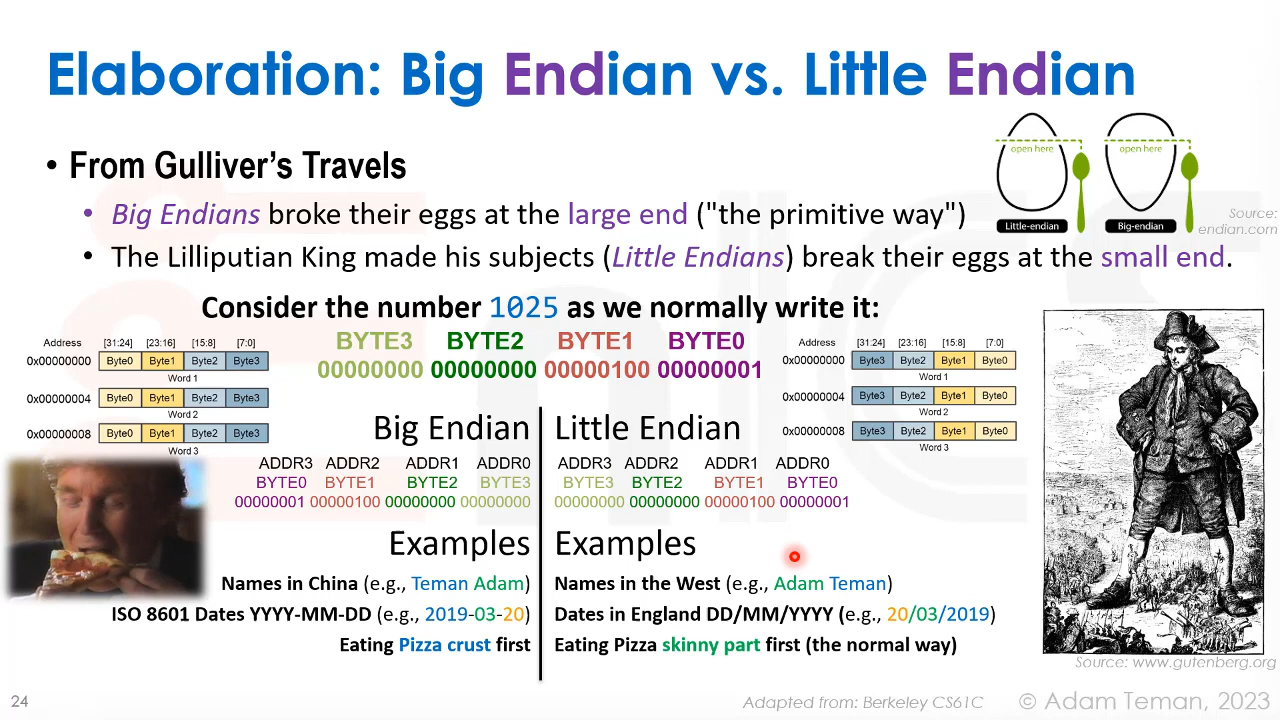 Elaboration: Big Endian vs. Little Endian
• From Gulliver's Travels
open here
open here
• Big Endians broke their eggs at the large end ("the primitive way")
Little-endian
Big-endian
Source:
endian.com
• The Lilliputian King made his subjects (Little Endians) break their eggs at the small end.
Consider the number 1025 as we normally write it:
BYTE3 BYTE2 BYTE1 BYTE0
00000000 00000000 00000100 00000001
Address [31:24] [23:16] [15:8] [7:0]
0x00000000 Byte0 Byte1 Byte2 Byte3
Word 1
0x00000004 Byte0 Byte1 Byte2 Byte3
Word 2
0x00000008 Byte0 Byte1 Byte2 Byte3
Word 3
Address [31:24] [23:16] [15:8] [7:0]
0x00000000 Byte3 Byte2 Byte1 Byte0
Word 1
0x00000004 Byte3 Byte2 Byte1 Byte0
Word 2
0x00000008 Byte3 Byte2 Byte1 Byte0
Word 3
Big Endian
ADDR3 ADDR2 ADDR1 ADDR0
BYTE0 BYTE1 BYTE2 BYTE3
00000001 00000100 00000000 00000000
Examples
Names in China (e.g., Teman Adam)
ISO 8601 Dates YYYY-MM-DD (e.g., 2019-03-20)
Eating Pizza crust first
Little Endian
ADDR3 ADDR2 ADDR1 ADDR0
BYTE3 BYTE2 BYTE1 BYTE0
00000000 00000000 00000100 00000001
Examples
Names in the West (e.g., Adam Teman)
Dates in England DD/MM/YYYY (e.g., 20/03/2019)
Eating Pizza skinny part first (the normal way)
Source: www.gutenberg.org
24
Adapted from: Berkeley CS61C
© Adam Teman, 2023